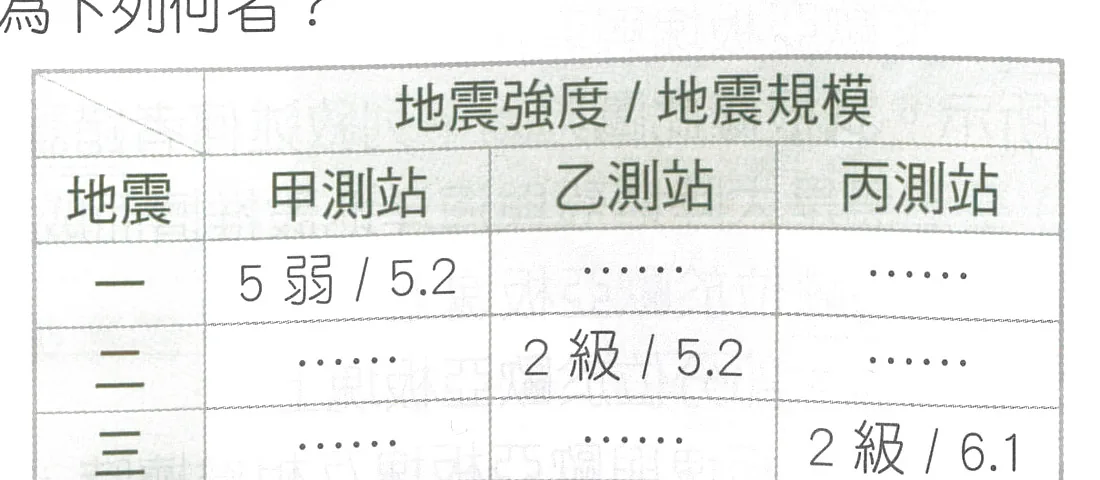 為下列何者？
地震強度 / 地震規模
地震 甲測站 乙測站 丙測站
一 5 弱 / 5.2 …… ……
二 …… 2 級 / 5.2 ……
三 …… …… 2 級 / 6.1